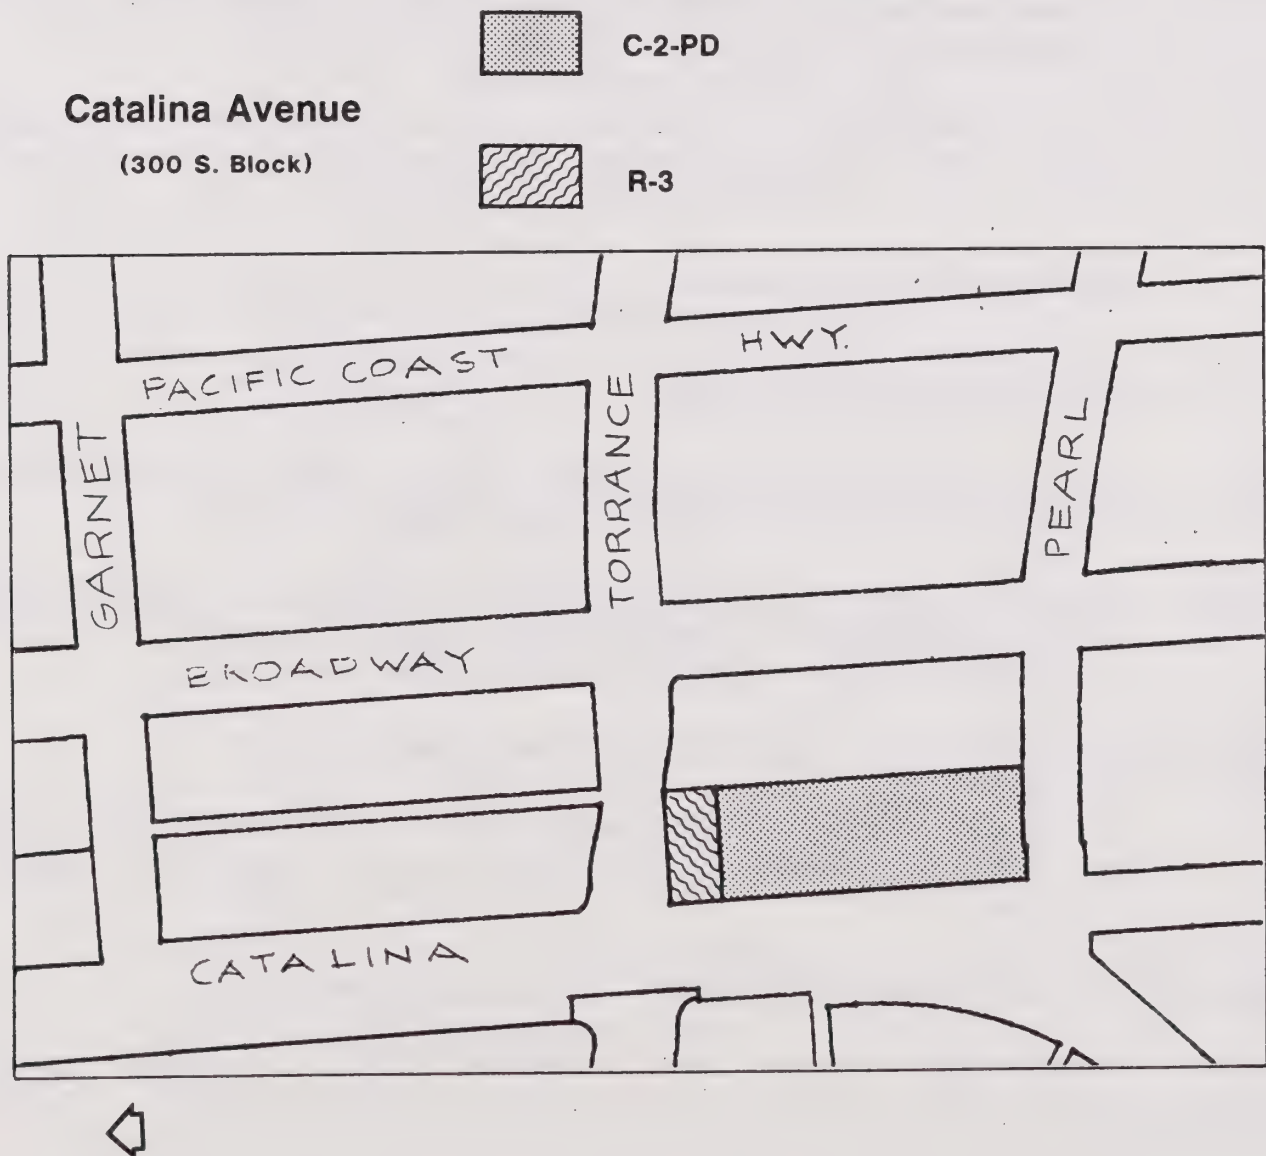 C-2-PD
Catalina Avenue
(300 S. Block)
R-3
PACIFIC COAST HWY.
GARNET
TORRANCE
PEARL
BROADWAY
CATALINA